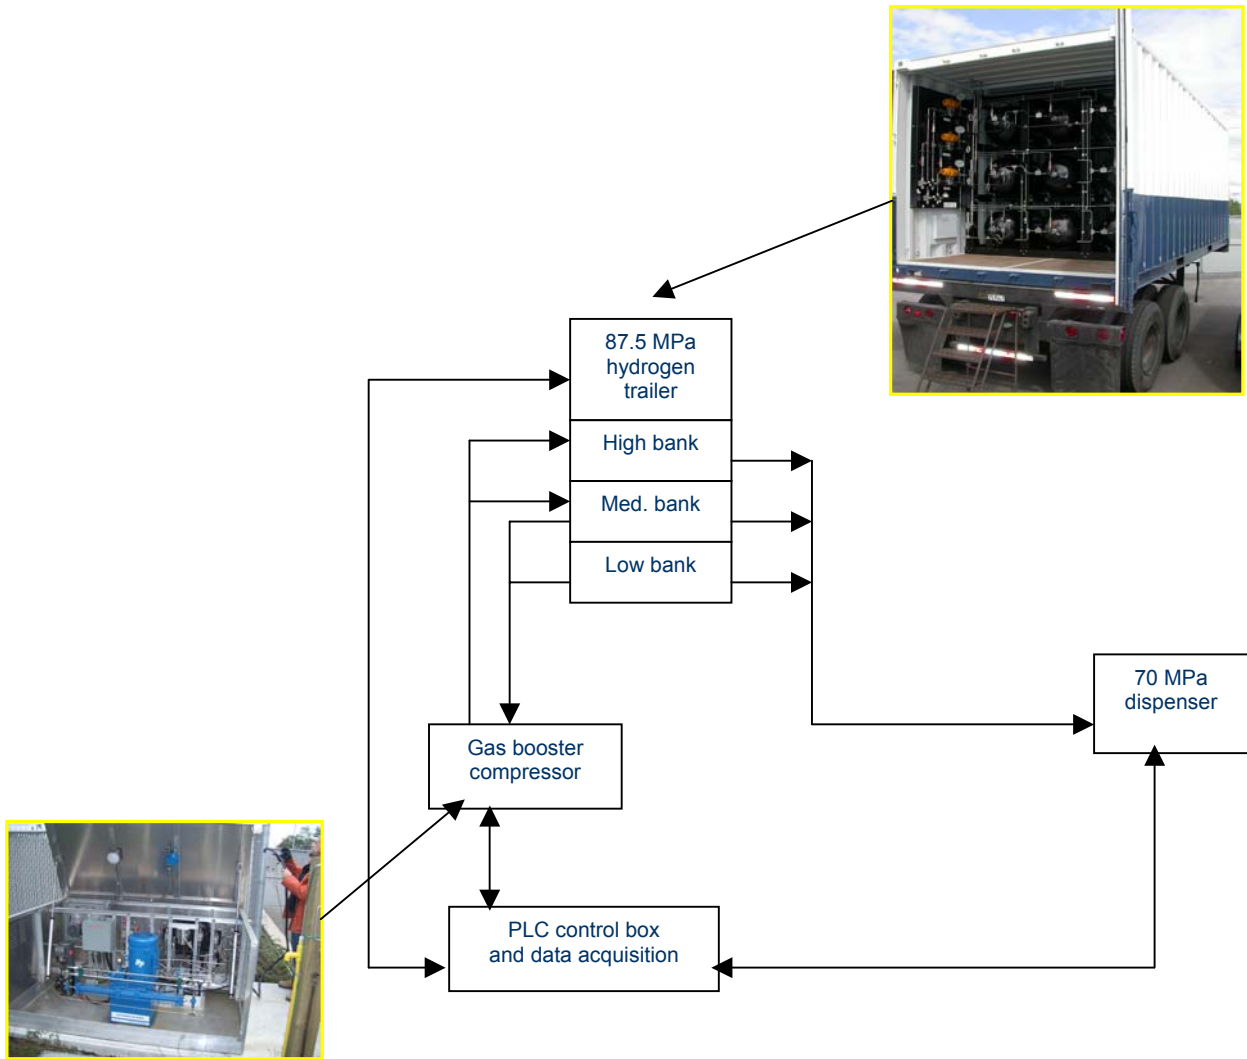 87.5 MPa
hydrogen
trailer
High bank
Med. bank
Low bank
70 MPa
dispenser
Gas booster
compressor
PLC control box
and data acquisition